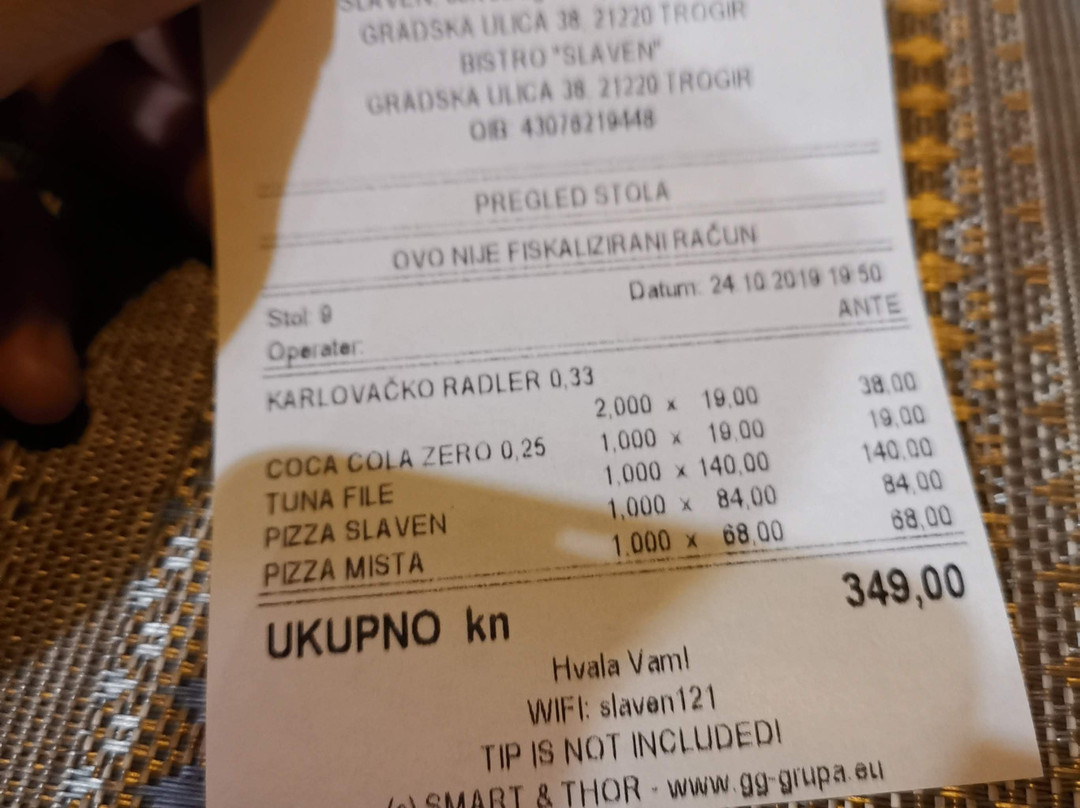 GRADSKA ULICA 38, 21220 TROGIR
BISTRO "SLAVEN"
GRADSKA ULICA 38, 21220 TROGIR
OIB: 43076219448
PREGLED STOLA
OVO NIJE FISKALIZIRANI RAČUN
Stol: 9 Datum: 24.10.2019 19:50
Operater: ANTE
KARLOVAČKO RADLER 0,33
2,000 x 19,00 38,00
COCA COLA ZERO 0,25 1,000 x 19,00 19,00
TUNA FILE 1,000 x 140,00 140,00
PIZZA SLAVEN 1,000 x 84,00 84,00
PIZZA MISTA 1,000 x 68,00 68,00
UKUPNO kn 349,00
Hvala Vam!
WIFI: slaven121
TIP IS NOT INCLUDED!
(c) SMART & THOR - www.gg-grupa.eu